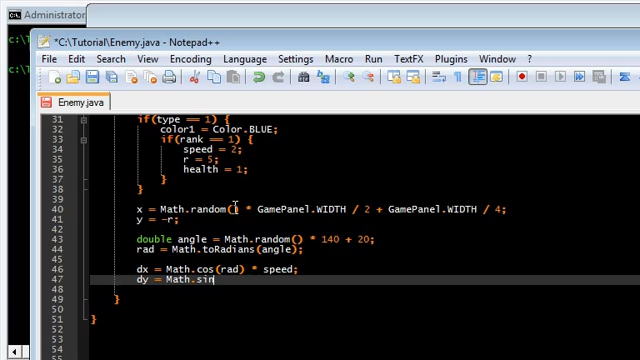 Administrator
c:\T
c:\T
*C:\Tutorial\Enemy.java - Notepad++
File Edit Search View Encoding Language Settings Macro Run TextFX Plugins Window ?
Enemy.java
31 if(type == 1) {
32 color1 = Color.BLUE;
33 if(rank == 1) {
34 speed = 2;
35 r = 5;
36 health = 1;
37 }
38 }
39
40 x = Math.random() * GamePanel.WIDTH / 2 + GamePanel.WIDTH / 4;
41 y = -r;
42
43 double angle = Math.random() * 140 + 20;
44 rad = Math.toRadians(angle);
45
46 dx = Math.cos(rad) * speed;
47 dy = Math.sin
48
49 }
50
51 }
52
53
54
55